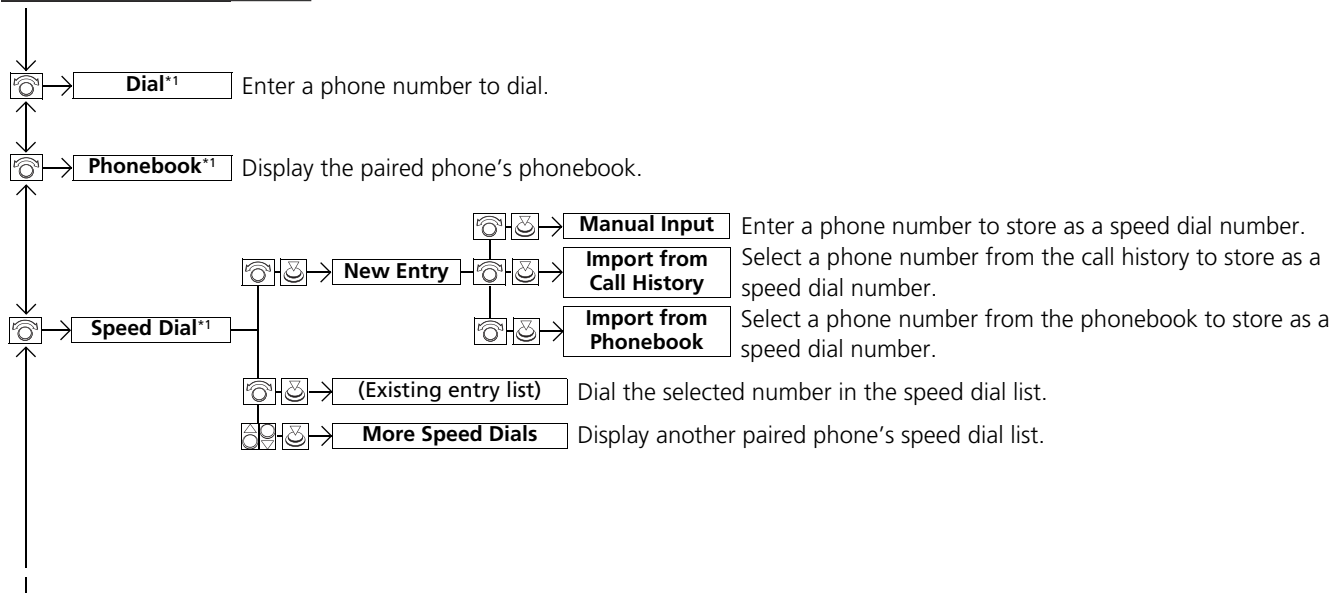 Dial*1 Enter a phone number to dial.
Phonebook*1 Display the paired phone's phonebook.
Manual Input Enter a phone number to store as a speed dial number.
New Entry
Import from
Call History
Select a phone number from the call history to store as a
speed dial number.
Speed Dial*1
Import from
Phonebook
Select a phone number from the phonebook to store as a
speed dial number.
(Existing entry list) Dial the selected number in the speed dial list.
More Speed Dials Display another paired phone's speed dial list.